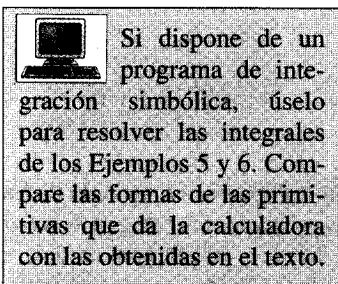 Si dispone de un
programa de inte-
gración simbólica, úselo
para resolver las integrales
de los Ejemplos 5 y 6. Com-
pare las formas de las primi-
tivas que da la calculadora
con las obtenidas en el texto.